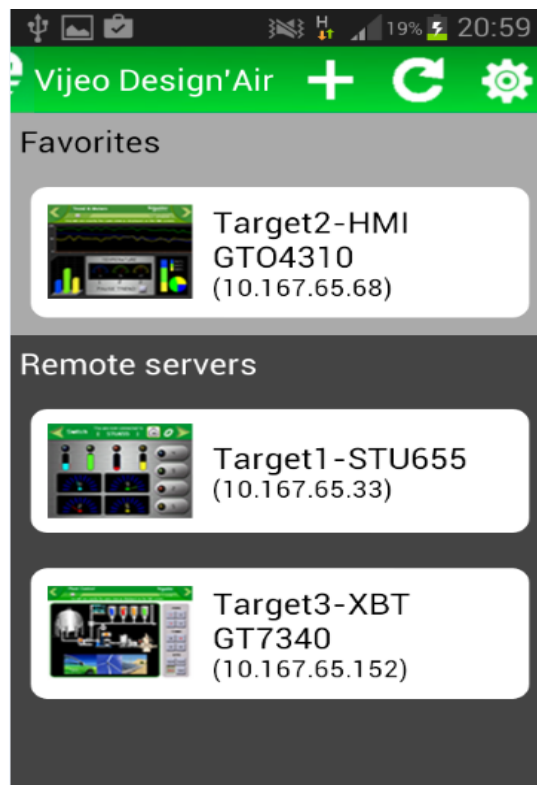 H
19%
20:59
Vijeo Design'Air
Favorites
Target2-HMI
GTO4310
(10.167.65.68)
Remote servers
Target1-STU655
(10.167.65.33)
Target3-XBT
GT7340
(10.167.65.152)